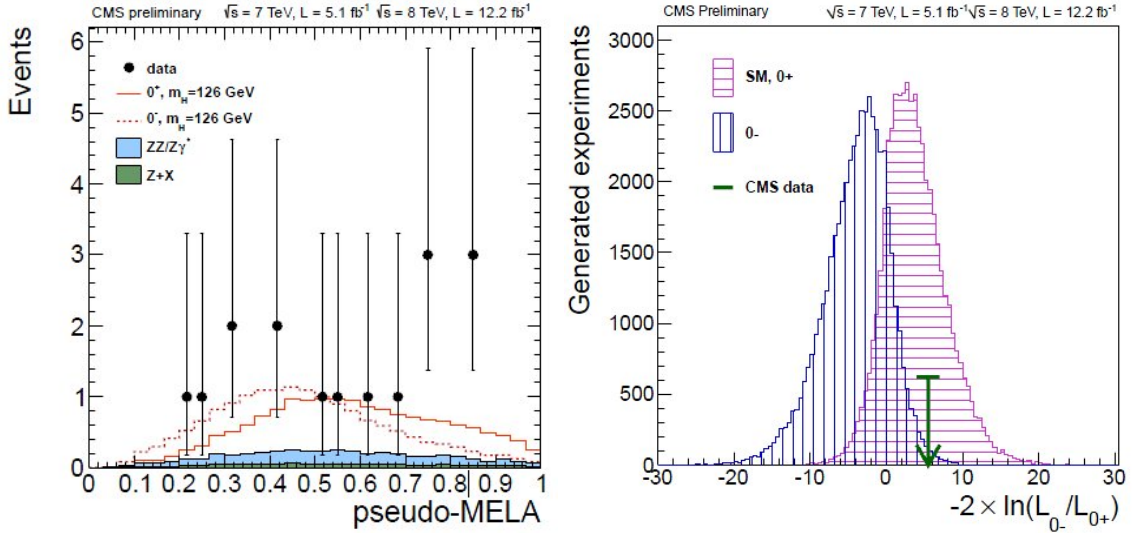 CMS preliminary √s = 7 TeV, L = 5.1 fb⁻¹ √s = 8 TeV, L = 12.2 fb⁻¹
Events
6
5
4
3
2
1
0
data
0⁺, m_H=126 GeV
0⁻, m_H=126 GeV
ZZ/Zγ*
Z+X
0 0.1 0.2 0.3 0.4 0.5 0.6 0.7 0.8 0.9 1
pseudo-MELA
CMS Preliminary √s = 7 TeV, L = 5.1 fb⁻¹ √s = 8 TeV, L = 12.2 fb⁻¹
Generated experiments
3000
2500
2000
1500
1000
500
0
SM, 0+
0-
CMS data
-30 -20 -10 0 10 20 30
-2 × ln(L_0-/L_0+)